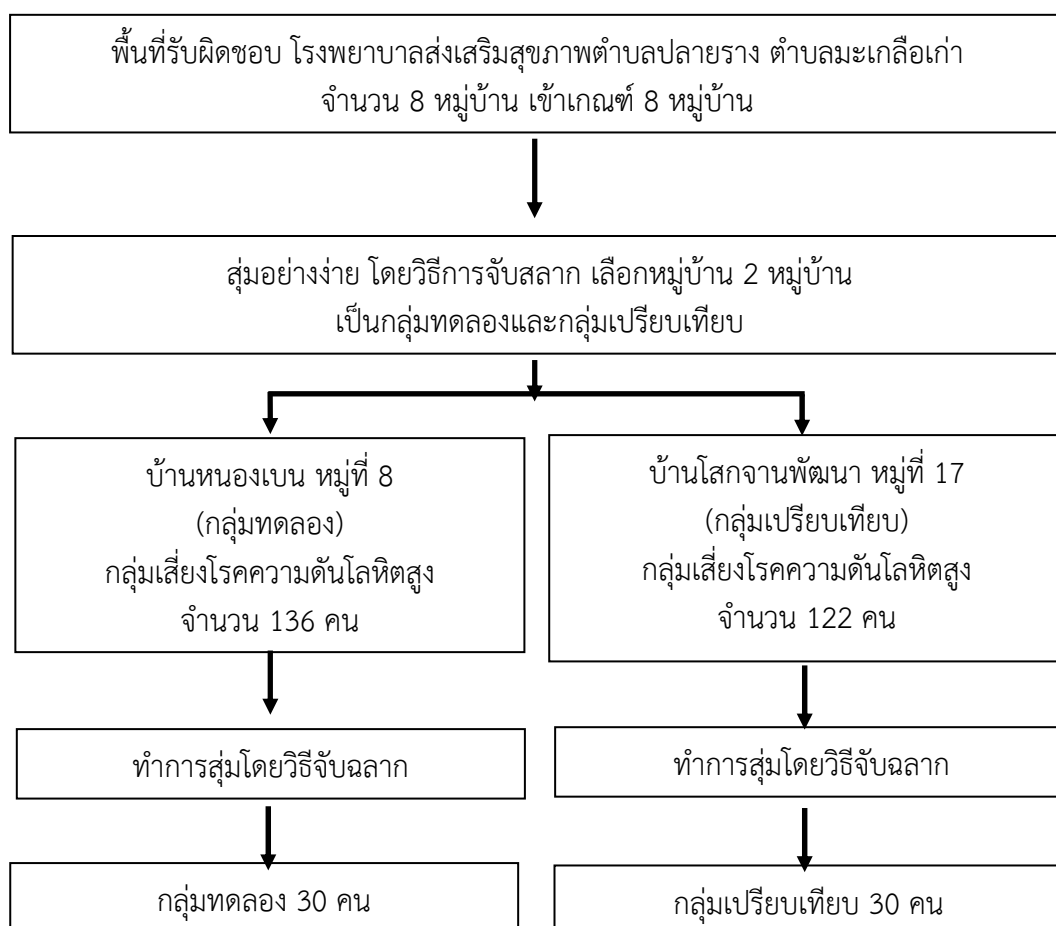 พื้นที่รับผิดชอบ โรงพยาบาลส่งเสริมสุขภาพตำบลปลายราง ตำบลมะเกลือเก่า
จำนวน 8 หมู่บ้าน เข้าเกณฑ์ 8 หมู่บ้าน
สุ่มอย่างง่าย โดยวิธีการจับสลาก เลือกหมู่บ้าน 2 หมู่บ้าน
เป็นกลุ่มทดลองและกลุ่มเปรียบเทียบ
บ้านหนองเบน หมู่ที่ 8
(กลุ่มทดลอง)
กลุ่มเสี่ยงโรคความดันโลหิตสูง
จำนวน 136 คน
บ้านโสกจานพัฒนา หมู่ที่ 17
(กลุ่มเปรียบเทียบ)
กลุ่มเสี่ยงโรคความดันโลหิตสูง
จำนวน 122 คน
ทำการสุ่มโดยวิธีจับฉลาก
ทำการสุ่มโดยวิธีจับฉลาก
กลุ่มทดลอง 30 คน
กลุ่มเปรียบเทียบ 30 คน